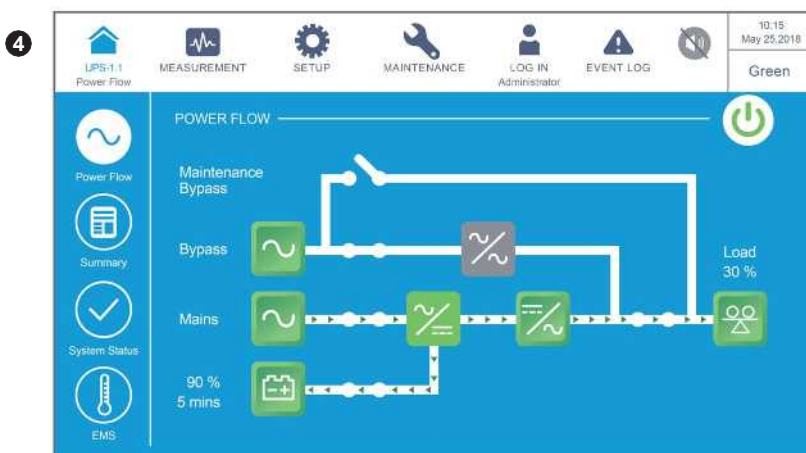 4
UPS-1.1
Power Flow
MEASUREMENT
SETUP
MAINTENANCE
LOG IN
Administrator
EVENT LOG
10:15
May 25,2018
Green
POWER FLOW
Power Flow
Maintenance
Bypass
Summary
Bypass
Load
30 %
System Status
Mains
90 %
5 mins
EMS